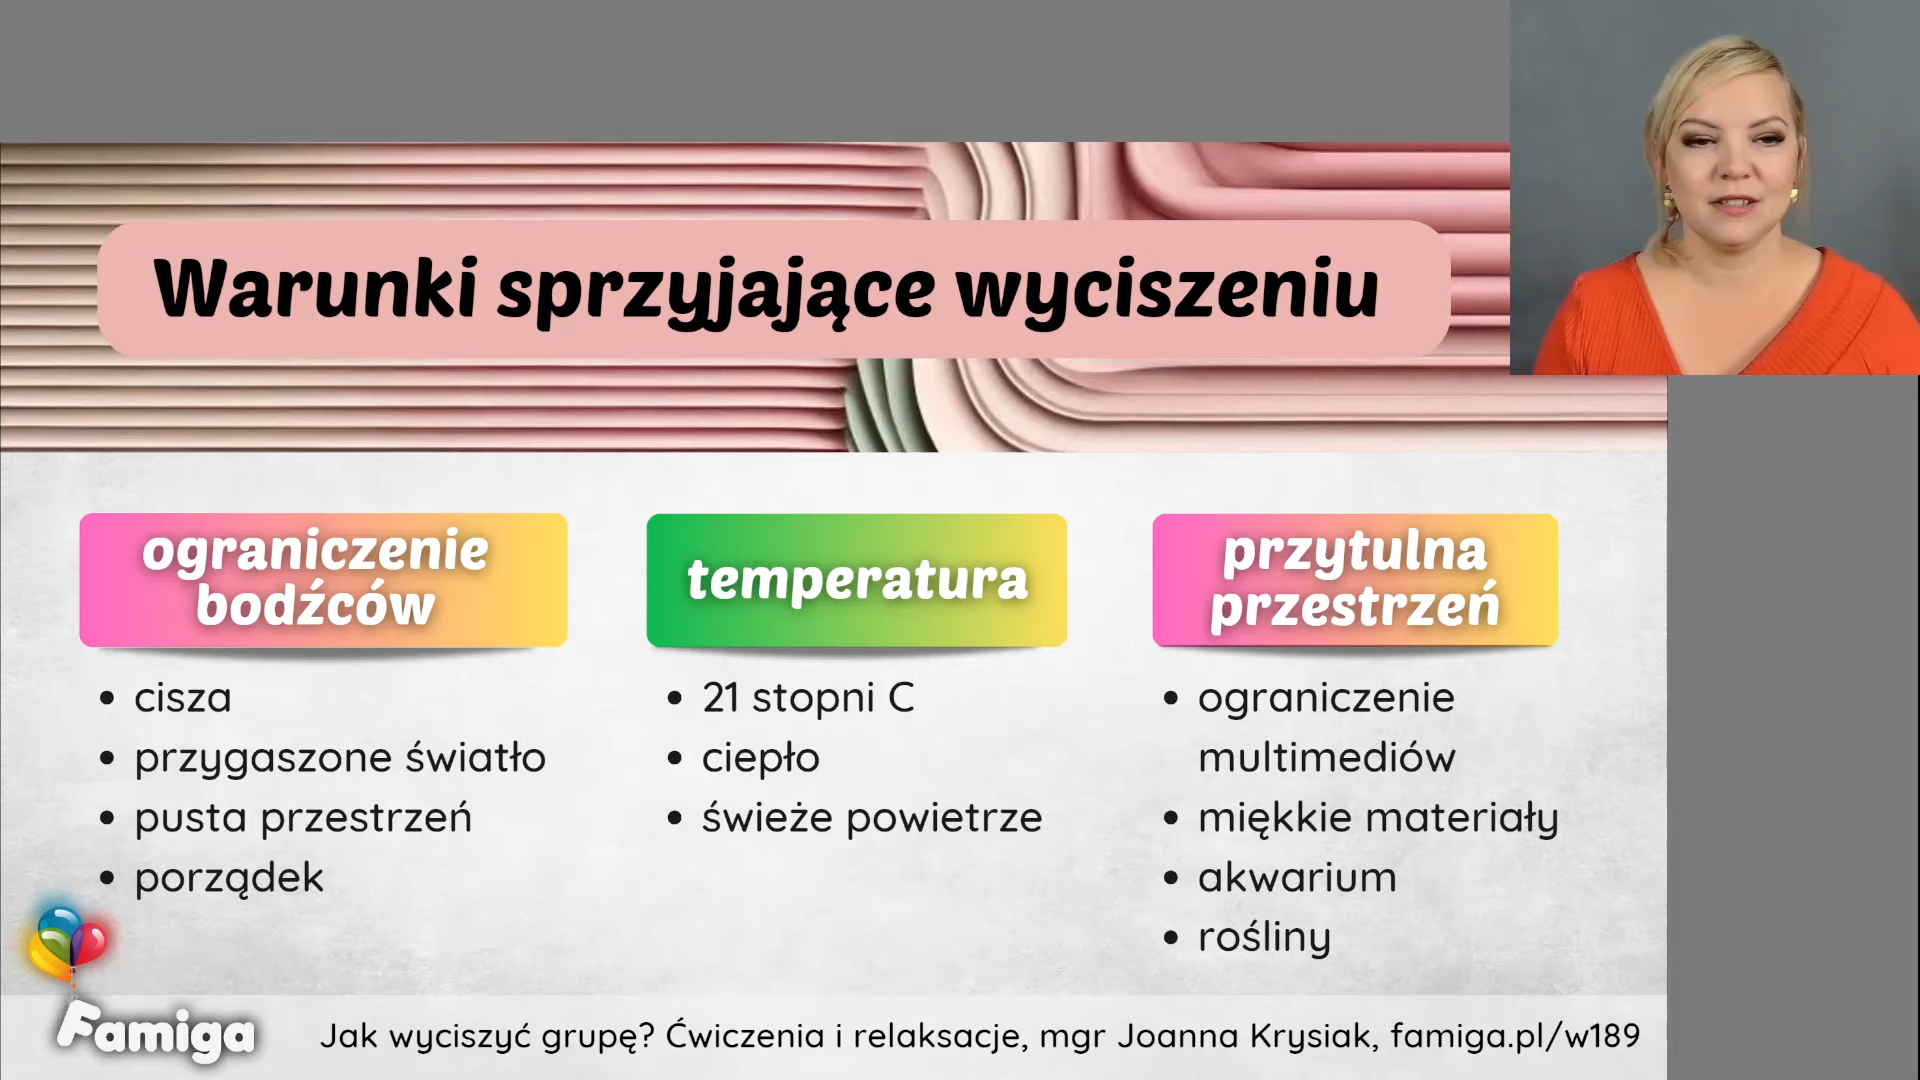 Warunki sprzyjające wyciszeniu
ograniczenie
bodźców
• cisza
• przygaszone światło
• pusta przestrzeń
• porządek
temperatura
• 21 stopni C
• ciepło
• świeże powietrze
przytulna
przestrzeń
• ograniczenie
multimediów
• miękkie materiały
• akwarium
• rośliny
Famiga
Jak wyciszyć grupę? Ćwiczenia i relaksacje, mgr Joanna Krysiak, famiga.pl/w189